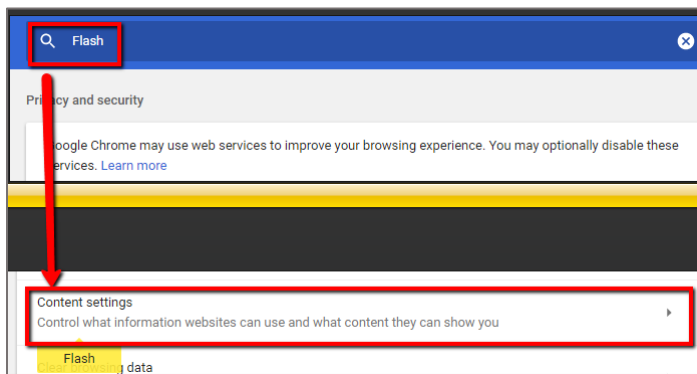 Flash
Privacy and security
Google Chrome may use web services to improve your browsing experience. You may optionally disable these
services. Learn more
Content settings
Control what information websites can use and what content they can show you
Flash
Clear browsing data